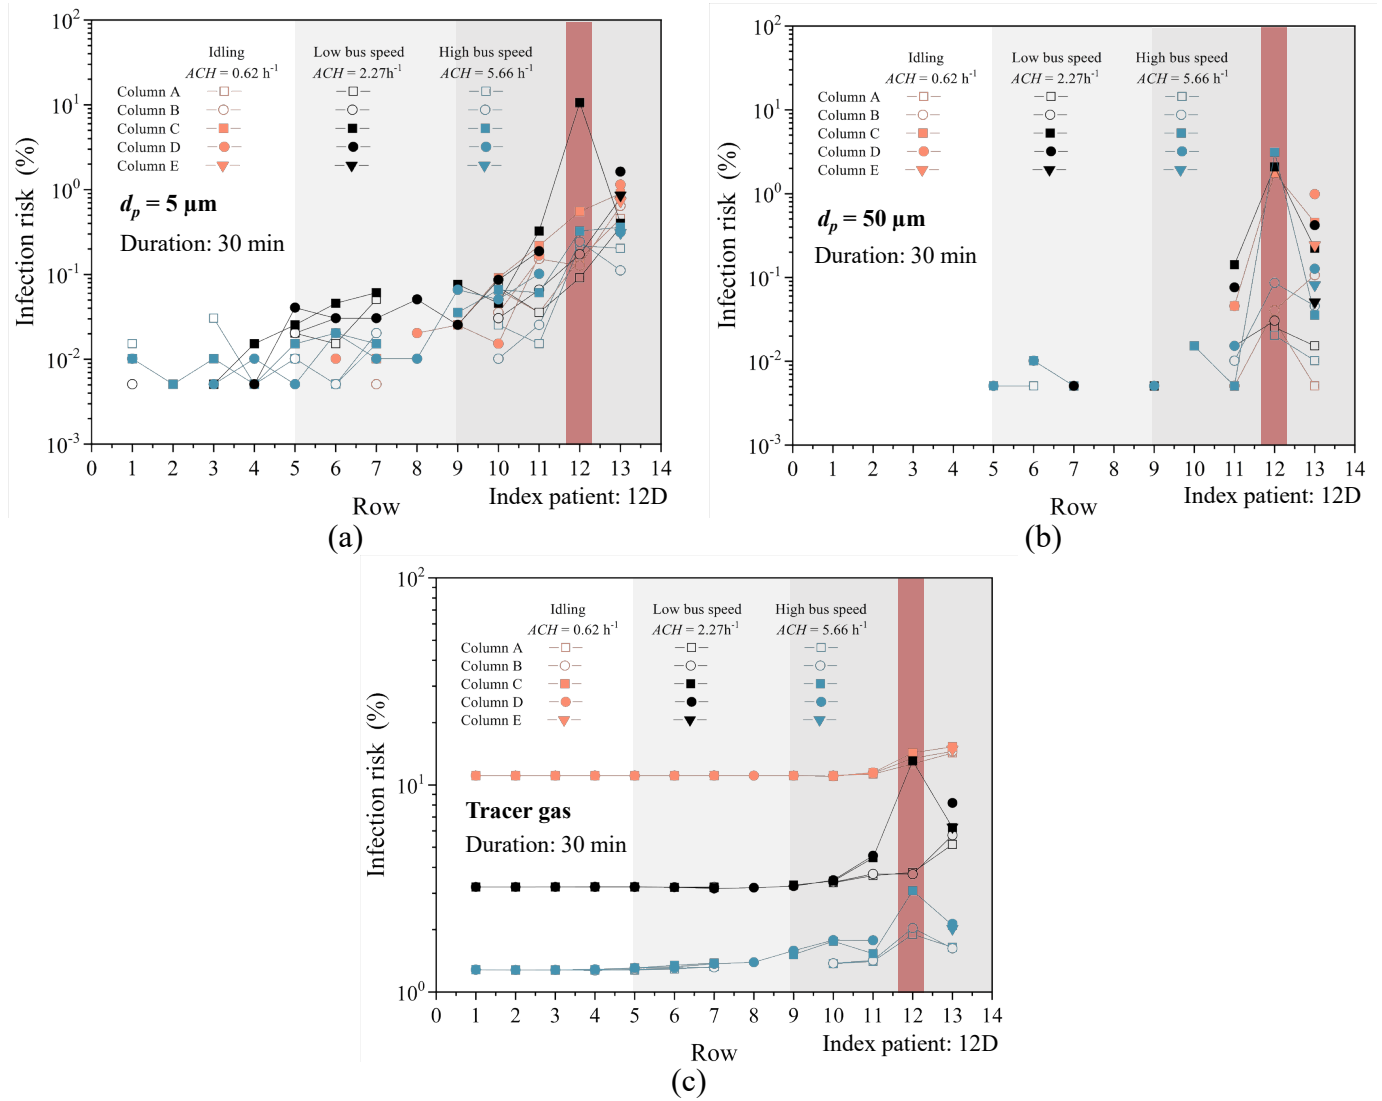 10²
10¹
10⁰
10⁻¹
10⁻²
10⁻³
Infection risk (%)
Idling
Low bus speed
High bus speed
ACH = 0.62 h⁻¹
ACH = 2.27h⁻¹
ACH = 5.66 h⁻¹
Column A
Column B
Column C
Column D
Column E
dₚ = 5 µm
Duration: 30 min
0 1 2 3 4 5 6 7 8 9 10 11 12 13 14
Row
Index patient: 12D
(a)
10²
10¹
10⁰
10⁻¹
10⁻²
10⁻³
Infection risk (%)
Idling
Low bus speed
High bus speed
ACH = 0.62 h⁻¹
ACH = 2.27h⁻¹
ACH = 5.66 h⁻¹
Column A
Column B
Column C
Column D
Column E
dₚ = 50 µm
Duration: 30 min
0 1 2 3 4 5 6 7 8 9 10 11 12 13 14
Row
Index patient: 12D
(b)
10²
10¹
10⁰
Infection risk (%)
Idling
Low bus speed
High bus speed
ACH = 0.62 h⁻¹
ACH = 2.27h⁻¹
ACH = 5.66 h⁻¹
Column A
Column B
Column C
Column D
Column E
Tracer gas
Duration: 30 min
0 1 2 3 4 5 6 7 8 9 10 11 12 13 14
Row
Index patient: 12D
(c)